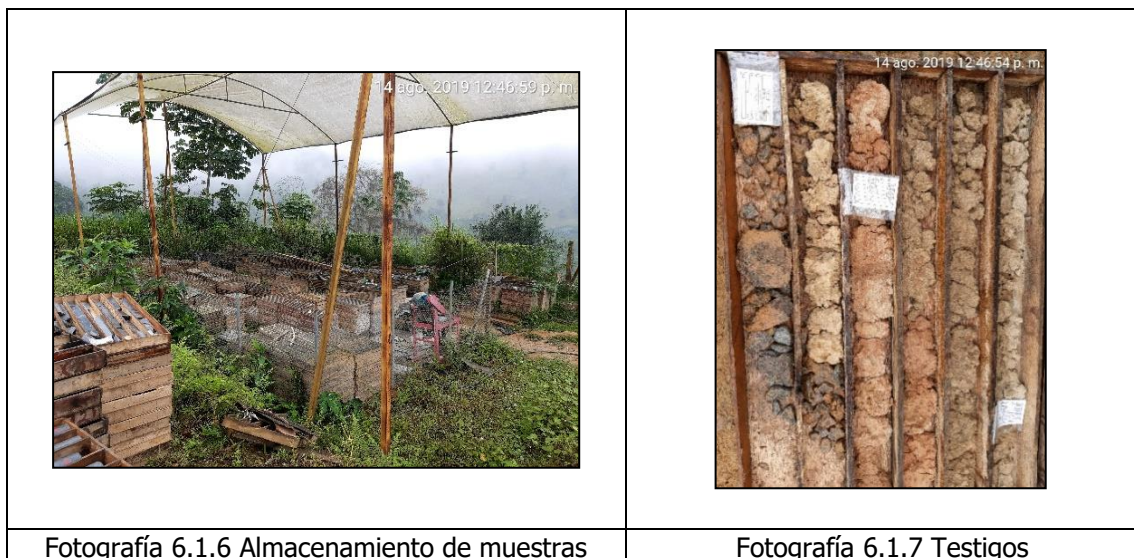 14 ago. 2019 12:46:59 p. m.
14 ago. 2019 12:46:54 p. m.
Fotografía 6.1.6 Almacenamiento de muestras
Fotografía 6.1.7 Testigos